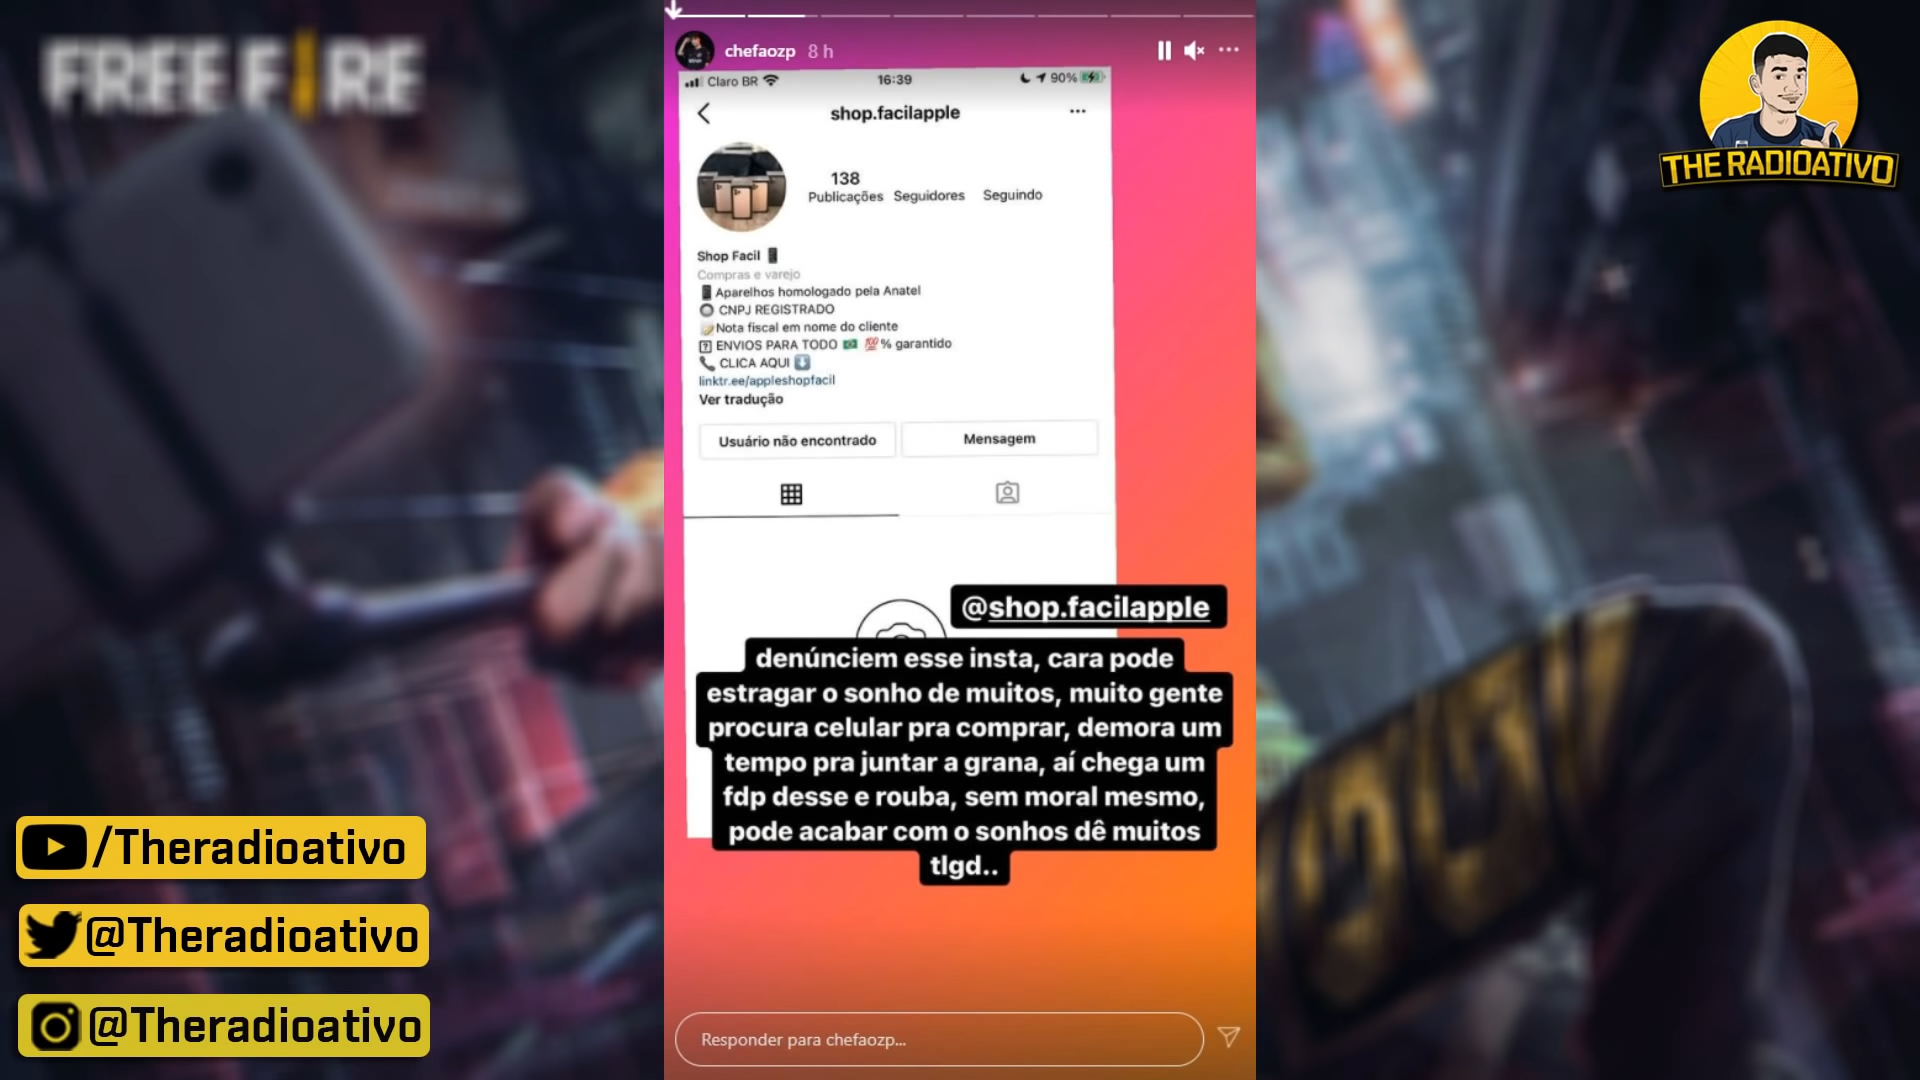 FREE FIRE
chefaozp 8 h
Claro BR 16:39 90%
shop.facilapple
138
Publicações Seguidores Seguindo
Shop Facil
Compras e varejo
Aparelhos homologado pela Anatel
CNPJ REGISTRADO
Nota fiscal em nome do cliente
ENVIOS PARA TODO 🇧🇷 💯% garantido
CLICA AQUI
linktr.ee/appleshopfacil
Ver tradução
Usuário não encontrado Mensagem
@shop.facilapple
denúnciem esse insta, cara pode
estragar o sonho de muitos, muito gente
procura celular pra comprar, demora um
tempo pra juntar a grana, aí chega um
fdp desse e rouba, sem moral mesmo,
pode acabar com o sonhos dê muitos
tlgd..
Responder para chefaozp...
THE RADIOATIVO
/Theradioativo
@Theradioativo
@Theradioativo